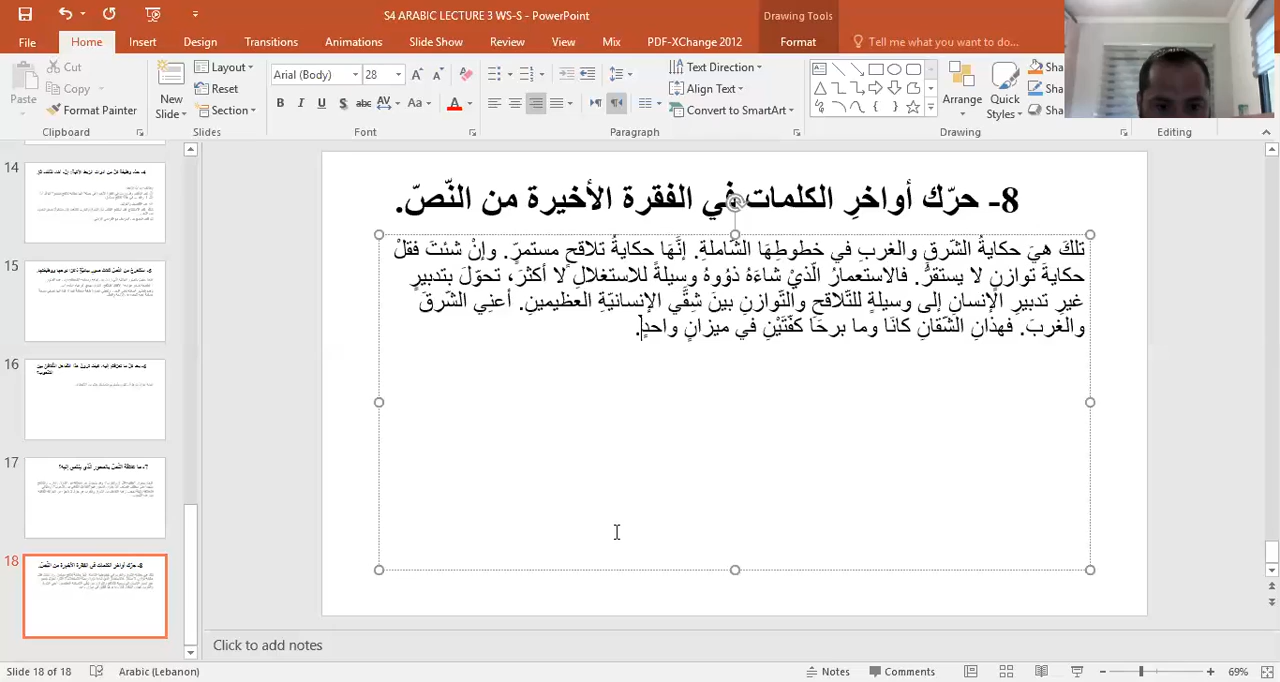 S4 ARABIC LECTURE 3 WS-S - PowerPoint
Drawing Tools
File Home Insert Design Transitions Animations Slide Show Review View Mix PDF-XChange 2012 Format Tell me what you want to do...
Cut
Copy
Format Painter
Paste
Clipboard
New Slide
Layout
Reset
Section
Slides
Arial (Body) 28
Font
Text Direction
Align Text
Convert to SmartArt
Paragraph
Arrange
Quick Styles
Sha
Sha
Sha
Drawing
Editing
14
15
16
17
18
8- حرّك أواخرِ الكلمات في الفقرة الأخيرة من النّصّ.
تلكَ هيَ حكايةُ الشّرقِ والغربِ في خطوطِهَا الشّاملةِ. إنَّهَا حكايةُ تلاقحٍ مستمرٍّ. وإنْ شئتَ فقلْ
حكايةَ توازنٍ لا يستقرُّ. فالاستعمارُ الّذيْ شاءَهُ ذوُوهُ وسيلةً للاستغلالِ لا أكثرَ، تحوّلَ بتدبيرٍ
غيرِ تدبيرِ الإنسانِ إلى وسيلةٍ للتّلاقحِ والتّوازنِ بينَ شقَّي الإنسانيّةِ العظيمينِ. أعنِي الشّرقَ
والغربَ. فهذانِ الشّقانِ كانَا وما برحَا كفّتَيْنِ في ميزانٍ واحدٍ.
Click to add notes
Slide 18 of 18 Arabic (Lebanon) Notes Comments 69%